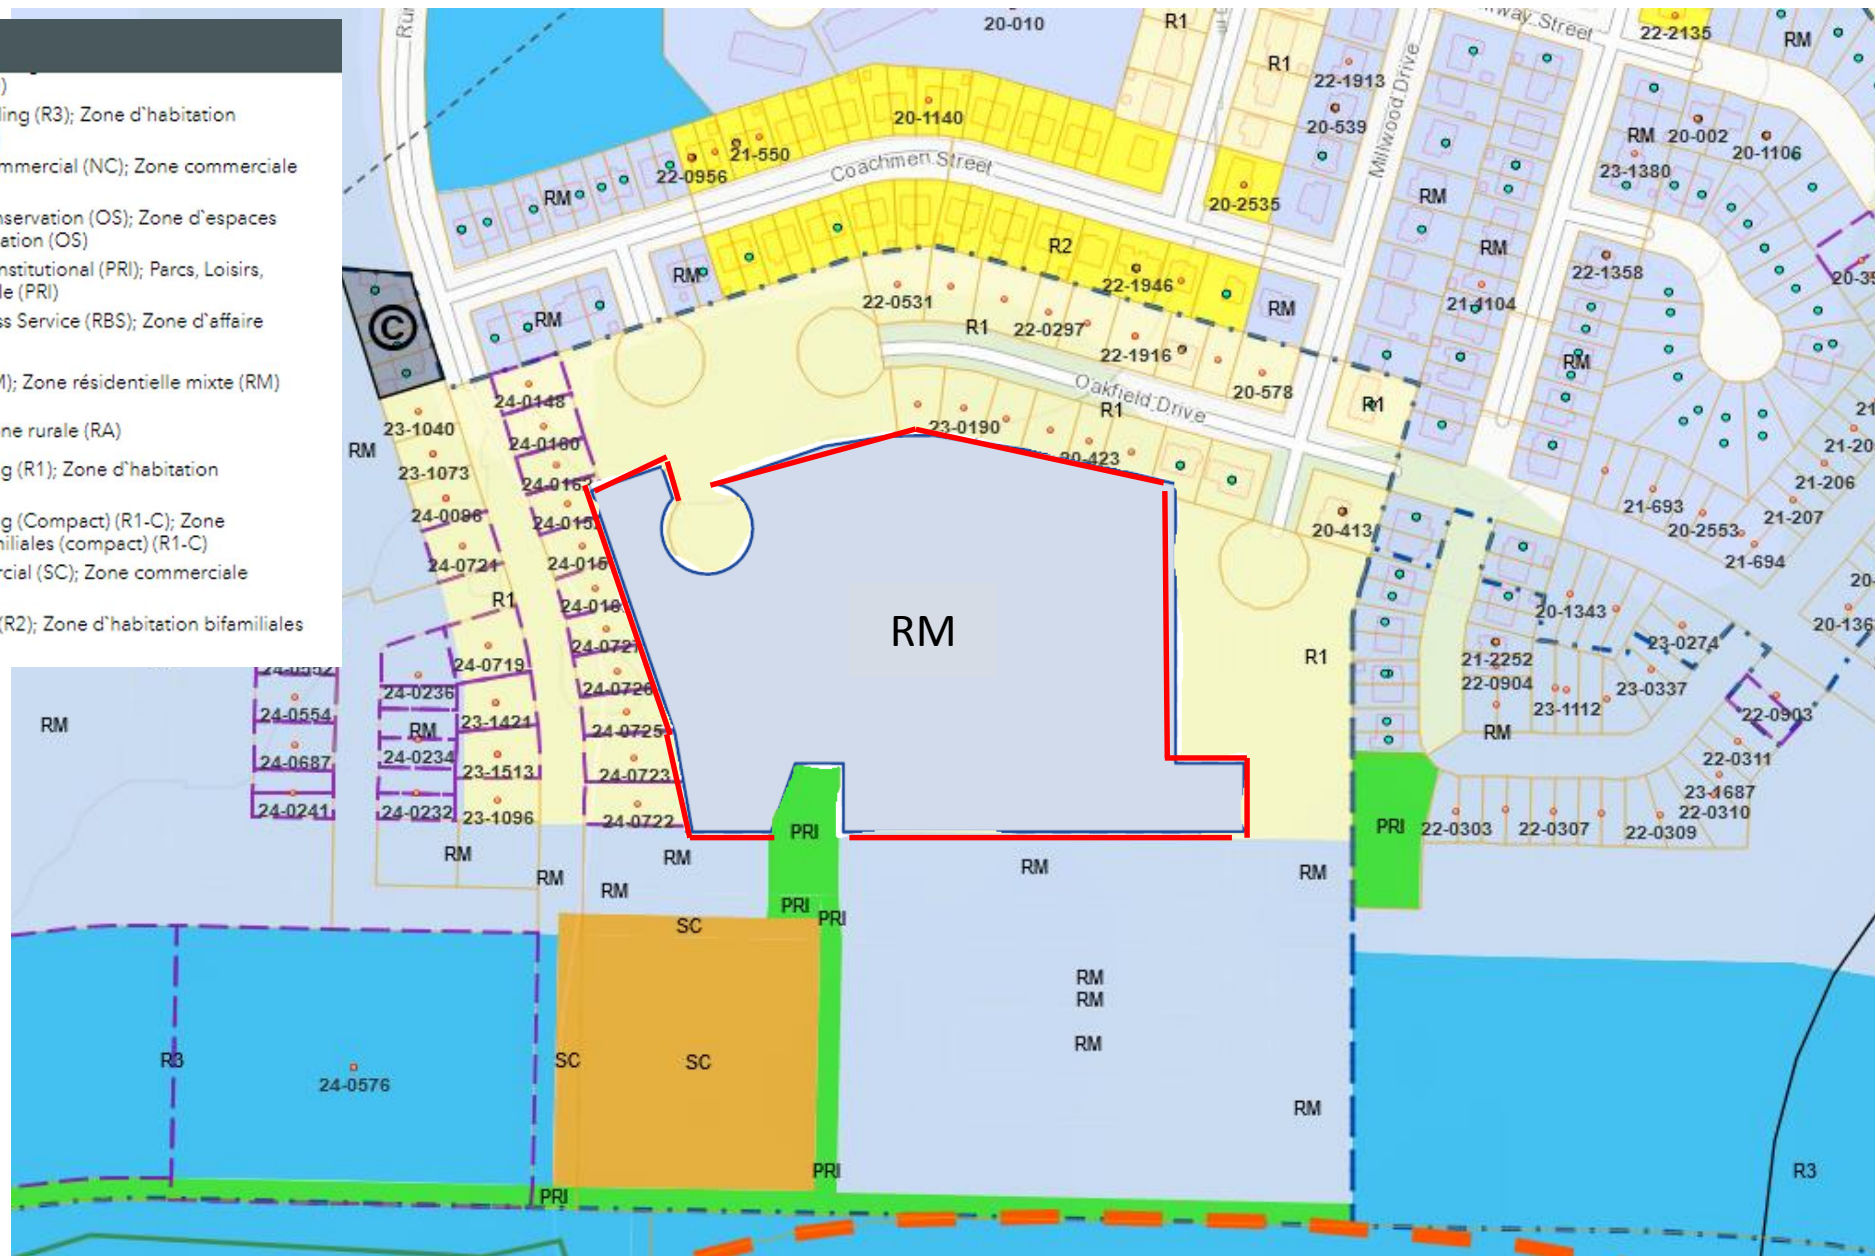 ling (R3); Zone d'habitation
mmercial (NC); Zone commerciale
nservation (OS); Zone d'espaces
ation (OS)
nstitutional (PRI); Parcs, Loisirs,
le (PRI)
ss Service (RBS); Zone d'affaire
M); Zone résidentielle mixte (RM)
ne rurale (RA)
g (R1); Zone d'habitation
g (Compact) (R1-C); Zone
miliales (compact) (R1-C)
rcial (SC); Zone commerciale
(R2); Zone d'habitation bifamiliales
20-010
R1
22-2135
RM
R1
22-1913
Millwood Drive
20-539
20-1140
21-550
22-0956
Coachmen Street
RM
20-2535
RM
RM
20-002
20-1106
23-1380
RM
R2
RM
22-1946
RM
22-1358
21-1104
22-0531
R1
22-0297
22-1916
RM
RM
©
20-578
Oakfield Drive
R1
R1
24-0148
23-1040
24-0160
23-0190
20-423
RM
23-1073
24-0162
24-0096
21-693
20-2553
21-206
21-207
21-694
20-413
24-0721
R1
RM
R1
20-1343
23-0274
20-136
24-0719
24-0727
21-2252
22-0904
23-0337
23-1112
24-0552
24-0236
24-0726
24-0554
RM
23-1421
24-0725
RM
22-0903
RM
24-0687
24-0234
23-1513
24-0723
22-0311
23-1687
22-0310
24-0241
24-0232
23-1096
24-0722
PRI
PRI
22-0303
22-0307
22-0309
RM
RM
RM
RM
RM
RM
PRI
PRI
SC
RM
RM
RM
R3
24-0576
SC
SC
RM
PRI
PRI
R3